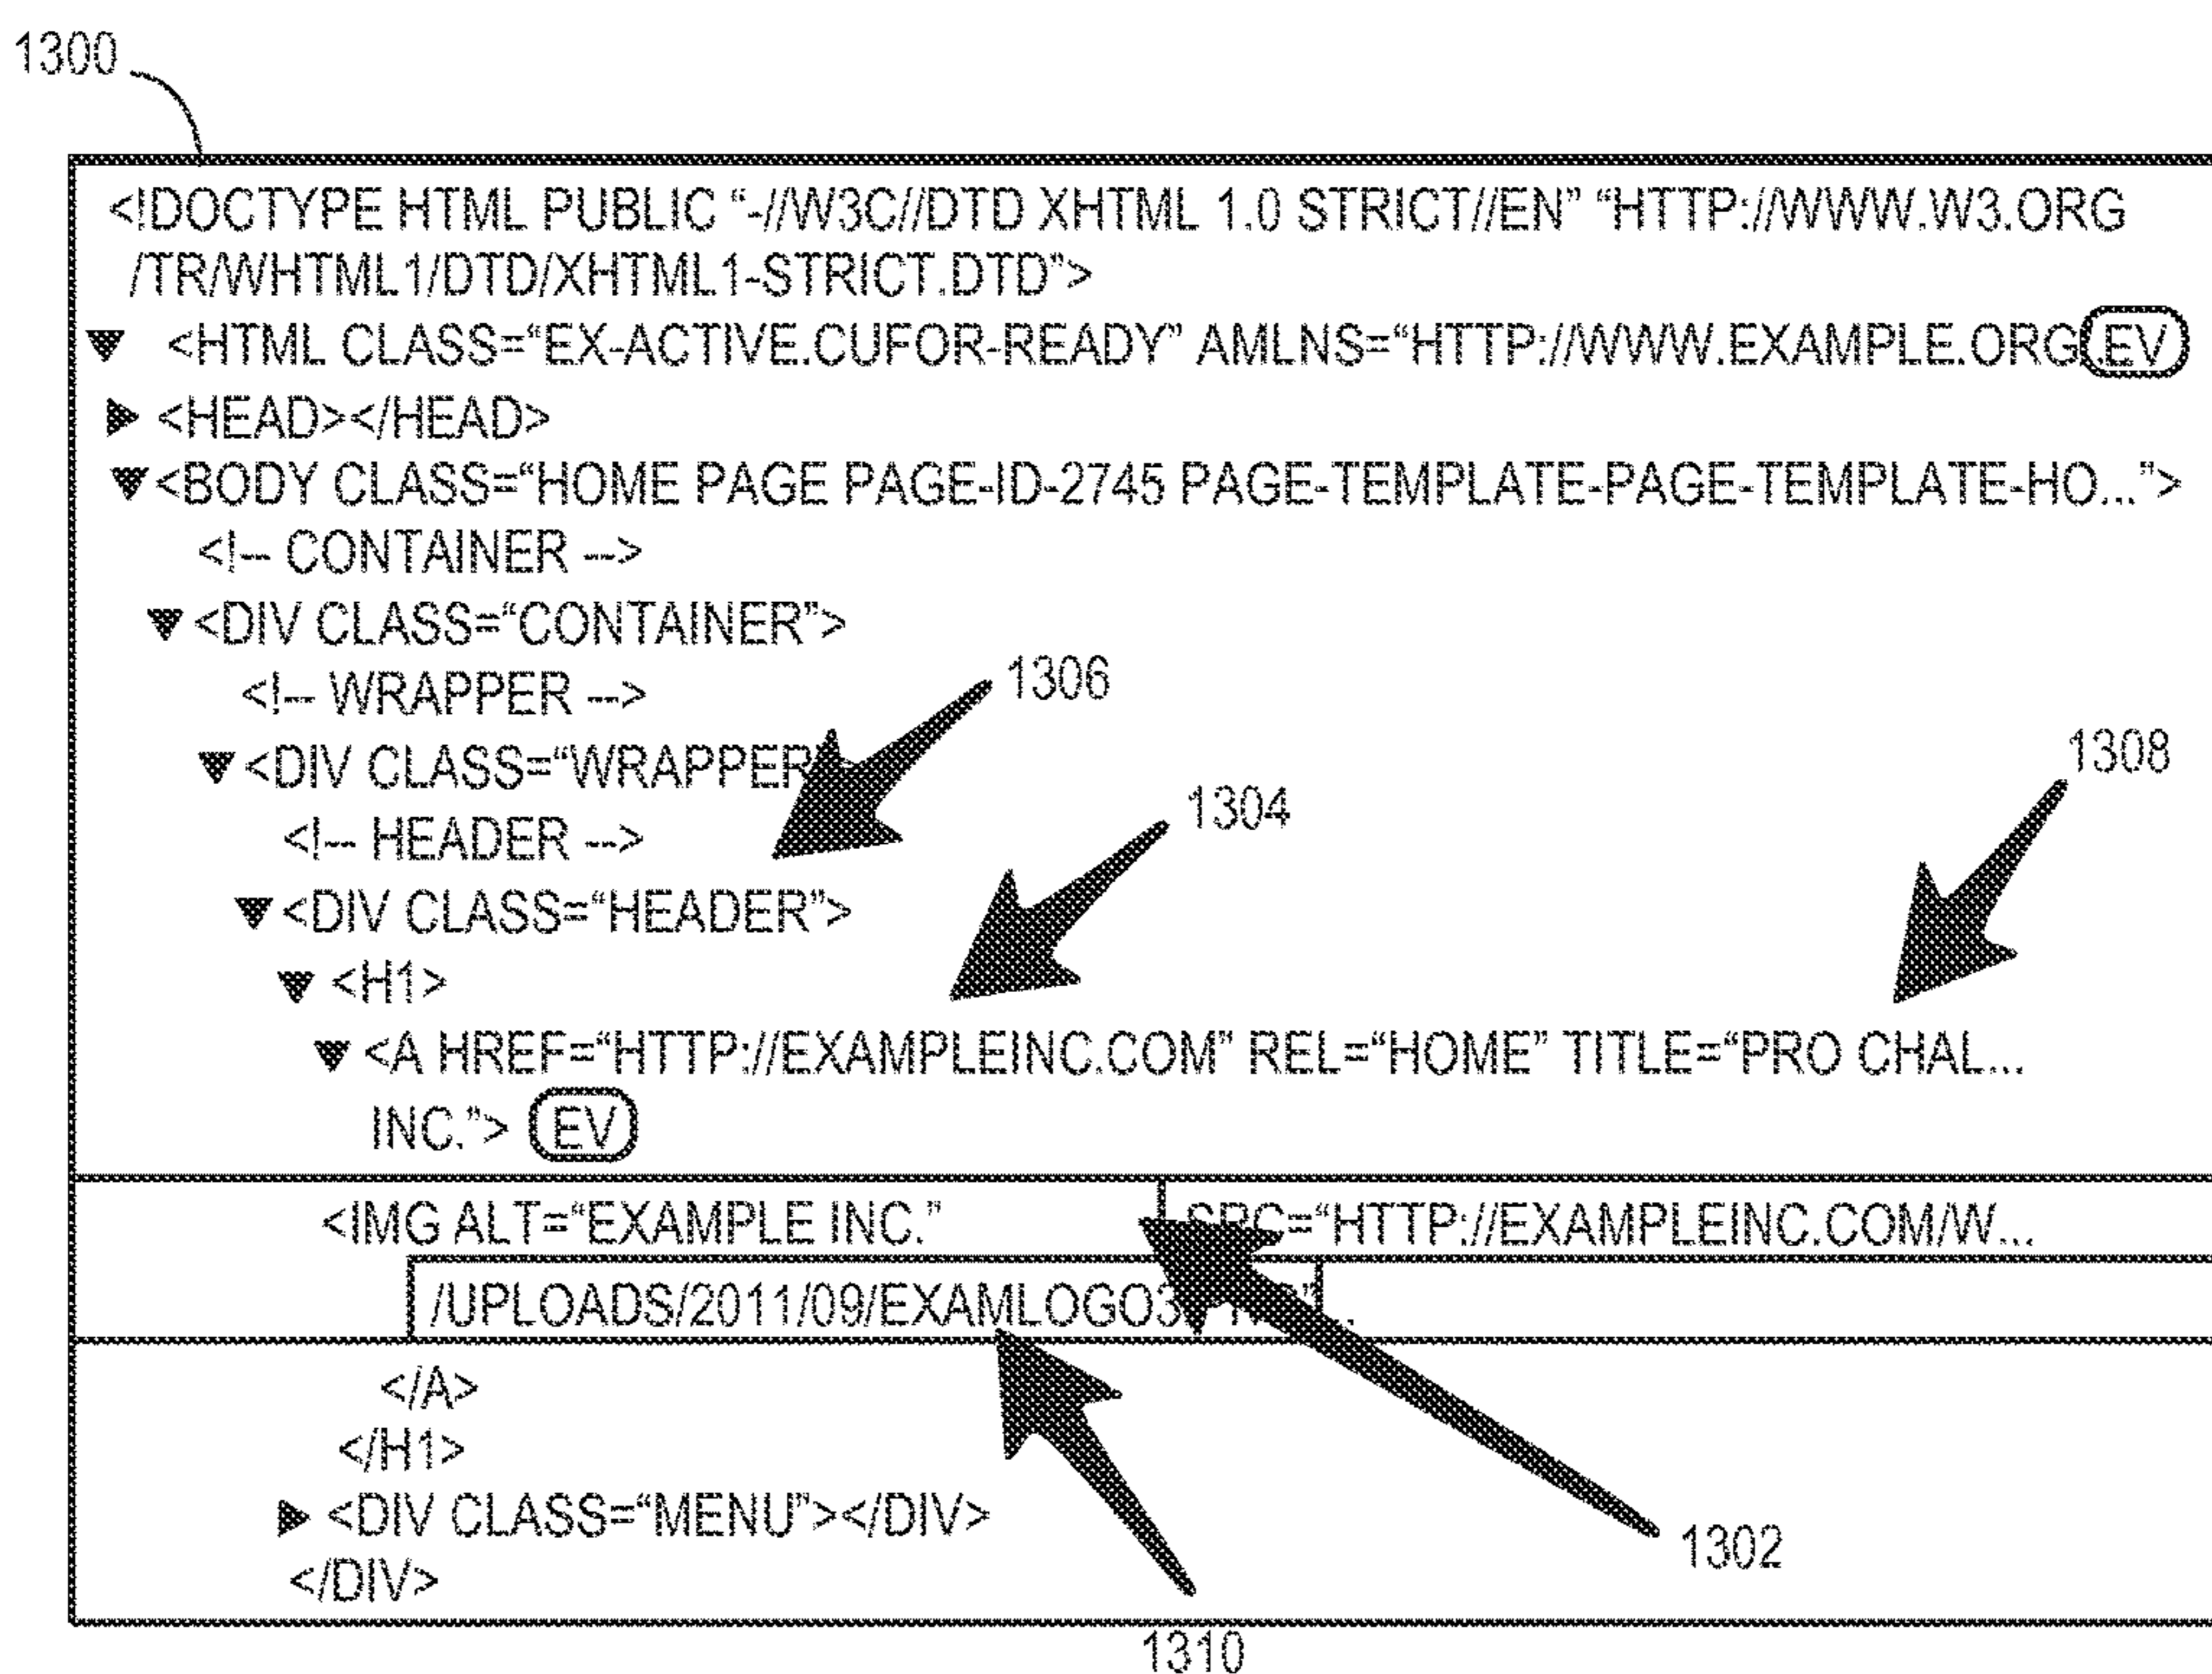 1300
<!DOCTYPE HTML PUBLIC “-//W3C//DTD XHTML 1.0 STRICT//EN” “HTTP://WWW.W3.ORG
/TR/WHTML1/DTD/XHTML1-STRICT.DTD”>
<HTML CLASS=“EX-ACTIVE.CUFOR-READY” AMLNS=“HTTP://WWW.EXAMPLE.ORG EV
<HEAD></HEAD>
<BODY CLASS=“HOME PAGE PAGE-ID-2745 PAGE-TEMPLATE-PAGE-TEMPLATE-HO...”>
<!-- CONTAINER -->
<DIV CLASS=“CONTAINER”>
<!-- WRAPPER -->
1306
<DIV CLASS=“WRAPPER
1308
1304
<!-- HEADER -->
<DIV CLASS=“HEADER”>
<H1>
<A HREF=“HTTP://EXAMPLEINC.COM” REL=“HOME” TITLE=“PRO CHAL...
INC.”> EV
<IMG ALT=“EXAMPLE INC.” SRC=“HTTP://EXAMPLEINC.COM/W...
/UPLOADS/2011/09/EXAMLOGO3
</A>
</H1>
<DIV CLASS=“MENU”></DIV>
1302
</DIV>
1310